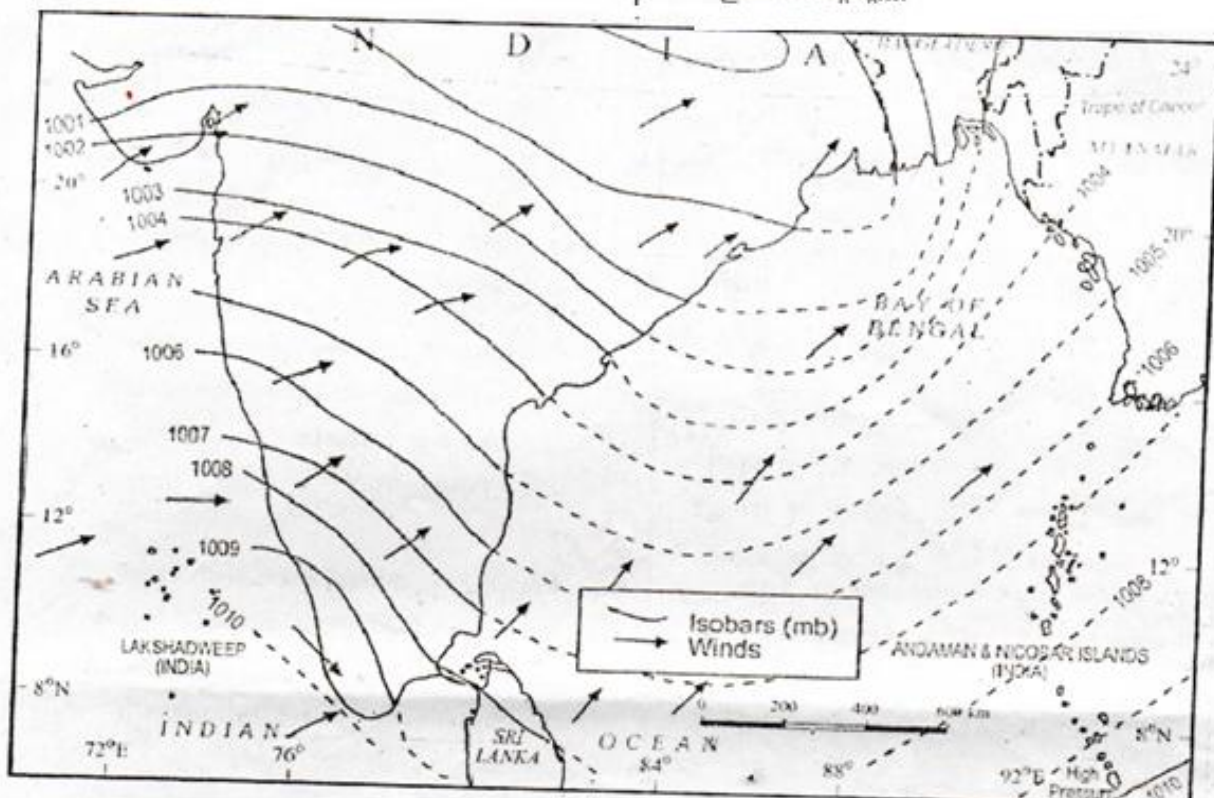 N D I A
BANGLADESH
24°
Tropic of Cancer
MYANMAR
1001
1002
20°
1003
1004
1004
20°
1005
ARABIAN
SEA
BAY OF
BENGAL
16°
1006
1006
1007
1008
12°
1009
12°
1008
1010
Isobars (mb)
Winds
LAKSHADWEEP
(INDIA)
ANDAMAN & NICOBAR ISLANDS
(INDIA)
8°N
0 200 400 600 km
INDIAN OCEAN
SRI
LANKA
8°N
72°E 76° 84° 88° 92°E
High
Pressure
1010